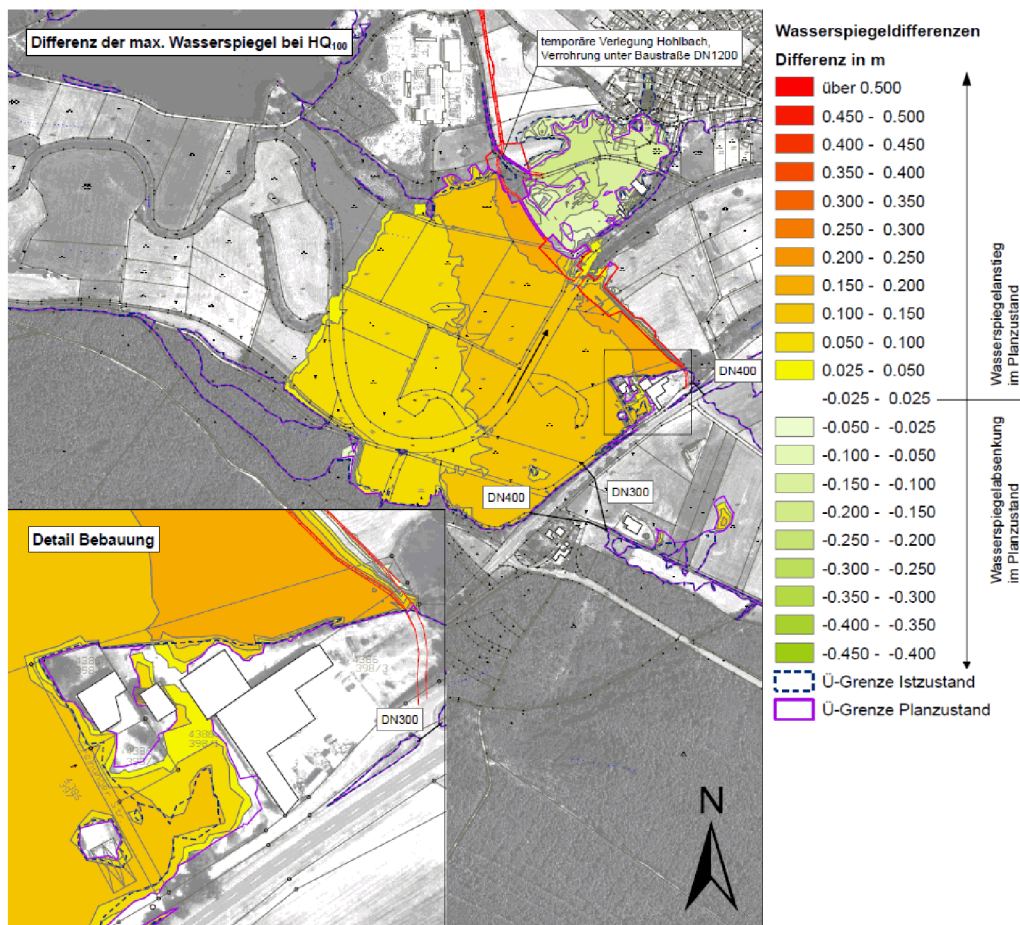 Differenz der max. Wasserspiegel bei HQ100
temporäre Verlegung Hohlbach,
Verrohrung unter Baustraße DN1200
DN400
DN400
DN300
Detail Bebauung
4386
398/3
4386
398/
DN300
N
Wasserspiegeldifferenzen
Differenz in m
über 0.500
0.450 - 0.500
0.400 - 0.450
0.350 - 0.400
0.300 - 0.350
0.250 - 0.300
0.200 - 0.250
0.150 - 0.200
0.100 - 0.150
0.050 - 0.100
0.025 - 0.050
-0.025 - 0.025
-0.050 - -0.025
-0.100 - -0.050
-0.150 - -0.100
-0.200 - -0.150
-0.250 - -0.200
-0.300 - -0.250
-0.350 - -0.300
-0.400 - -0.350
-0.450 - -0.400
Wasserspiegelanstieg
im Planzustand
Wasserspiegelabsenkung
im Planzustand
Ü-Grenze Istzustand
Ü-Grenze Planzustand